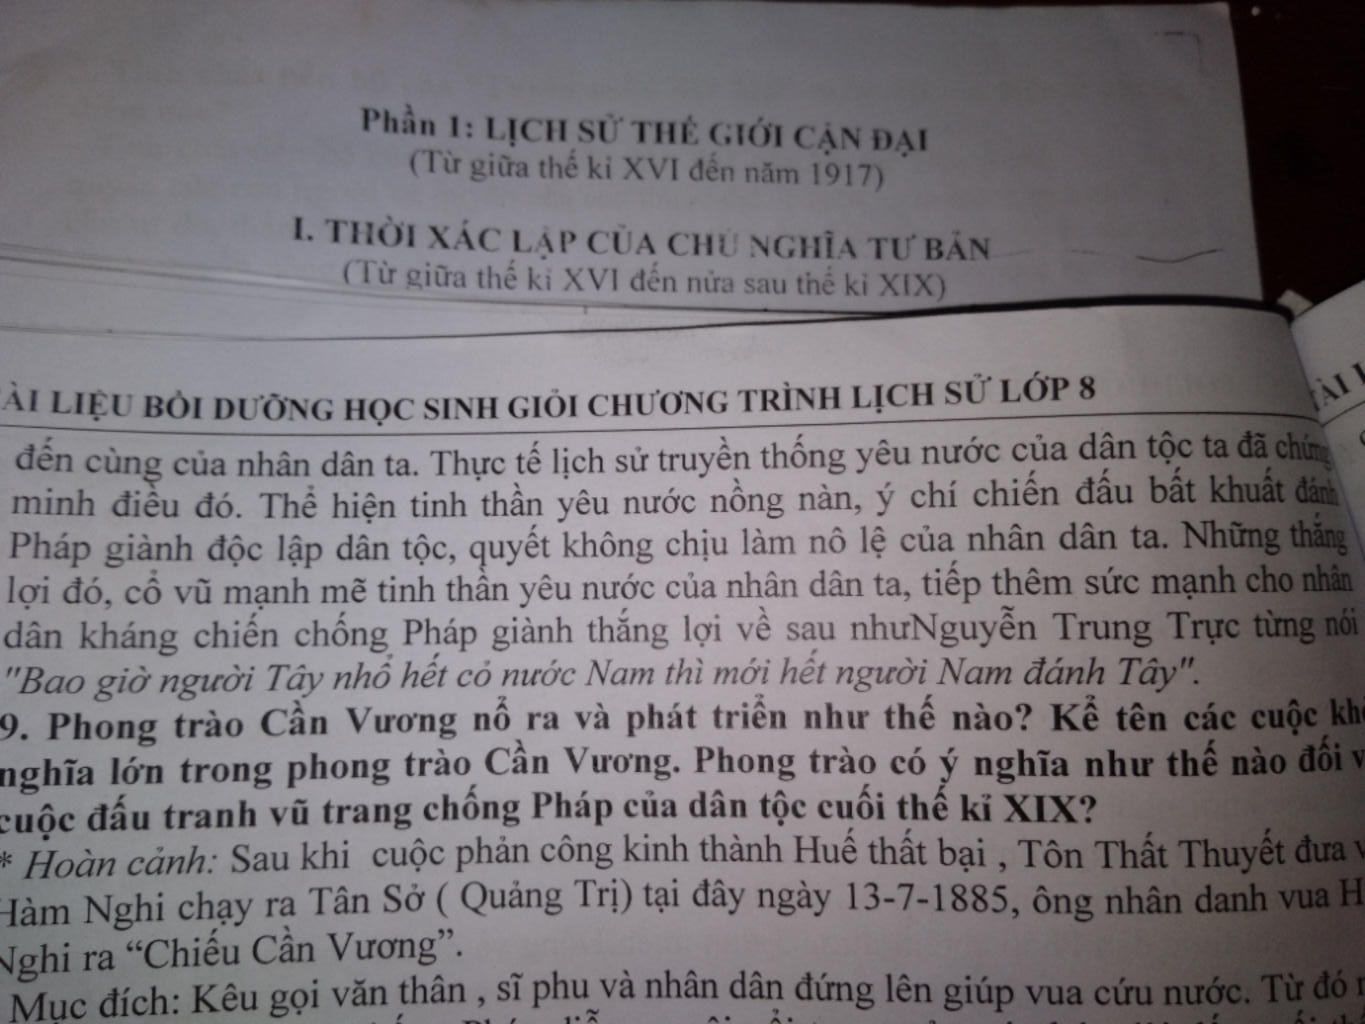 Phần 1: LỊCH SỬ THẾ GIỚI CẬN ĐẠI
(Từ giữa thế kỉ XVI đến năm 1917)
I. THỜI XÁC LẬP CỦA CHỦ NGHĨA TƯ BẢN
(Từ giữa thế kỉ XVI đến nửa sau thế kỉ XIX)
ÀI LIỆU BỒI DƯỠNG HỌC SINH GIỎI CHƯƠNG TRÌNH LỊCH SỬ LỚP 8
đến cùng của nhân dân ta. Thực tế lịch sử truyền thống yêu nước của dân tộc ta đã chứng
minh điều đó. Thể hiện tinh thần yêu nước nồng nàn, ý chí chiến đấu bất khuất đánh
Pháp giành độc lập dân tộc, quyết không chịu làm nô lệ của nhân dân ta. Những thắng
lợi đó, cổ vũ mạnh mẽ tinh thần yêu nước của nhân dân ta, tiếp thêm sức mạnh cho nhân
dân kháng chiến chống Pháp giành thắng lợi về sau nhưNguyễn Trung Trực từng nói
"Bao giờ người Tây nhổ hết cỏ nước Nam thì mới hết người Nam đánh Tây".
9. Phong trào Cần Vương nổ ra và phát triển như thế nào? Kể tên các cuộc
nghĩa lớn trong phong trào Cần Vương. Phong trào có ý nghĩa như thế nào đối
cuộc đấu tranh vũ trang chống Pháp của dân tộc cuối thế kỉ XIX?
* Hoàn cảnh: Sau khi cuộc phản công kinh thành Huế thất bại , Tôn Thất Thuyết đưa
Hàm Nghi chạy ra Tân Sở ( Quảng Trị) tại đây ngày 13-7-1885, ông nhân danh vua
Nghi ra “Chiếu Cần Vương”.
Mục đích: Kêu gọi văn thân , sĩ phu và nhân dân đứng lên giúp vua cứu nước. Từ đó